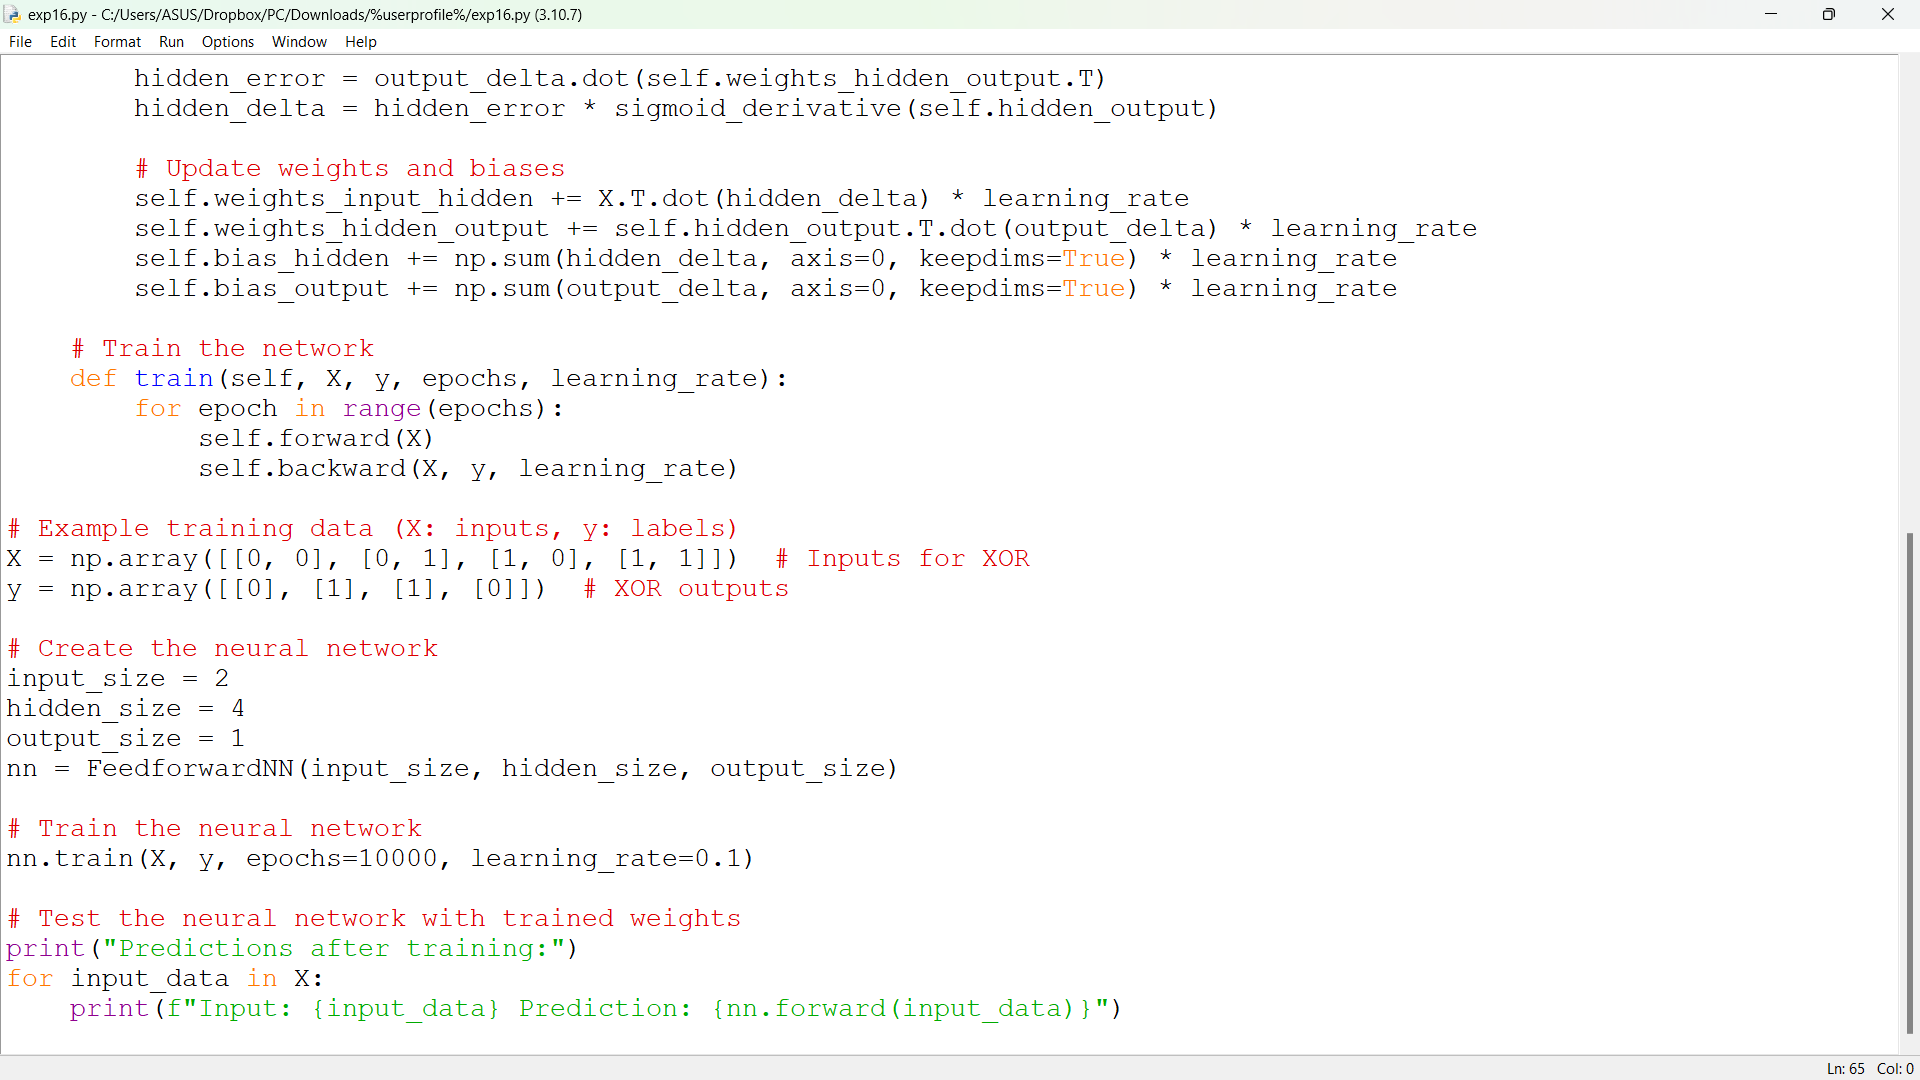 exp16.py - C:/Users/ASUS/Dropbox/PC/Downloads/%userprofile%/exp16.py (3.10.7)
File Edit Format Run Options Window Help
        hidden_error = output_delta.dot(self.weights_hidden_output.T)
        hidden_delta = hidden_error * sigmoid_derivative(self.hidden_output)

        # Update weights and biases
        self.weights_input_hidden += X.T.dot(hidden_delta) * learning_rate
        self.weights_hidden_output += self.hidden_output.T.dot(output_delta) * learning_rate
        self.bias_hidden += np.sum(hidden_delta, axis=0, keepdims=True) * learning_rate
        self.bias_output += np.sum(output_delta, axis=0, keepdims=True) * learning_rate

    # Train the network
    def train(self, X, y, epochs, learning_rate):
        for epoch in range(epochs):
            self.forward(X)
            self.backward(X, y, learning_rate)

# Example training data (X: inputs, y: labels)
X = np.array([[0, 0], [0, 1], [1, 0], [1, 1]])  # Inputs for XOR
y = np.array([[0], [1], [1], [0]])  # XOR outputs

# Create the neural network
input_size = 2
hidden_size = 4
output_size = 1
nn = FeedforwardNN(input_size, hidden_size, output_size)

# Train the neural network
nn.train(X, y, epochs=10000, learning_rate=0.1)

# Test the neural network with trained weights
print("Predictions after training:")
for input_data in X:
    print(f"Input: {input_data} Prediction: {nn.forward(input_data)}")
Ln: 65 Col: 0